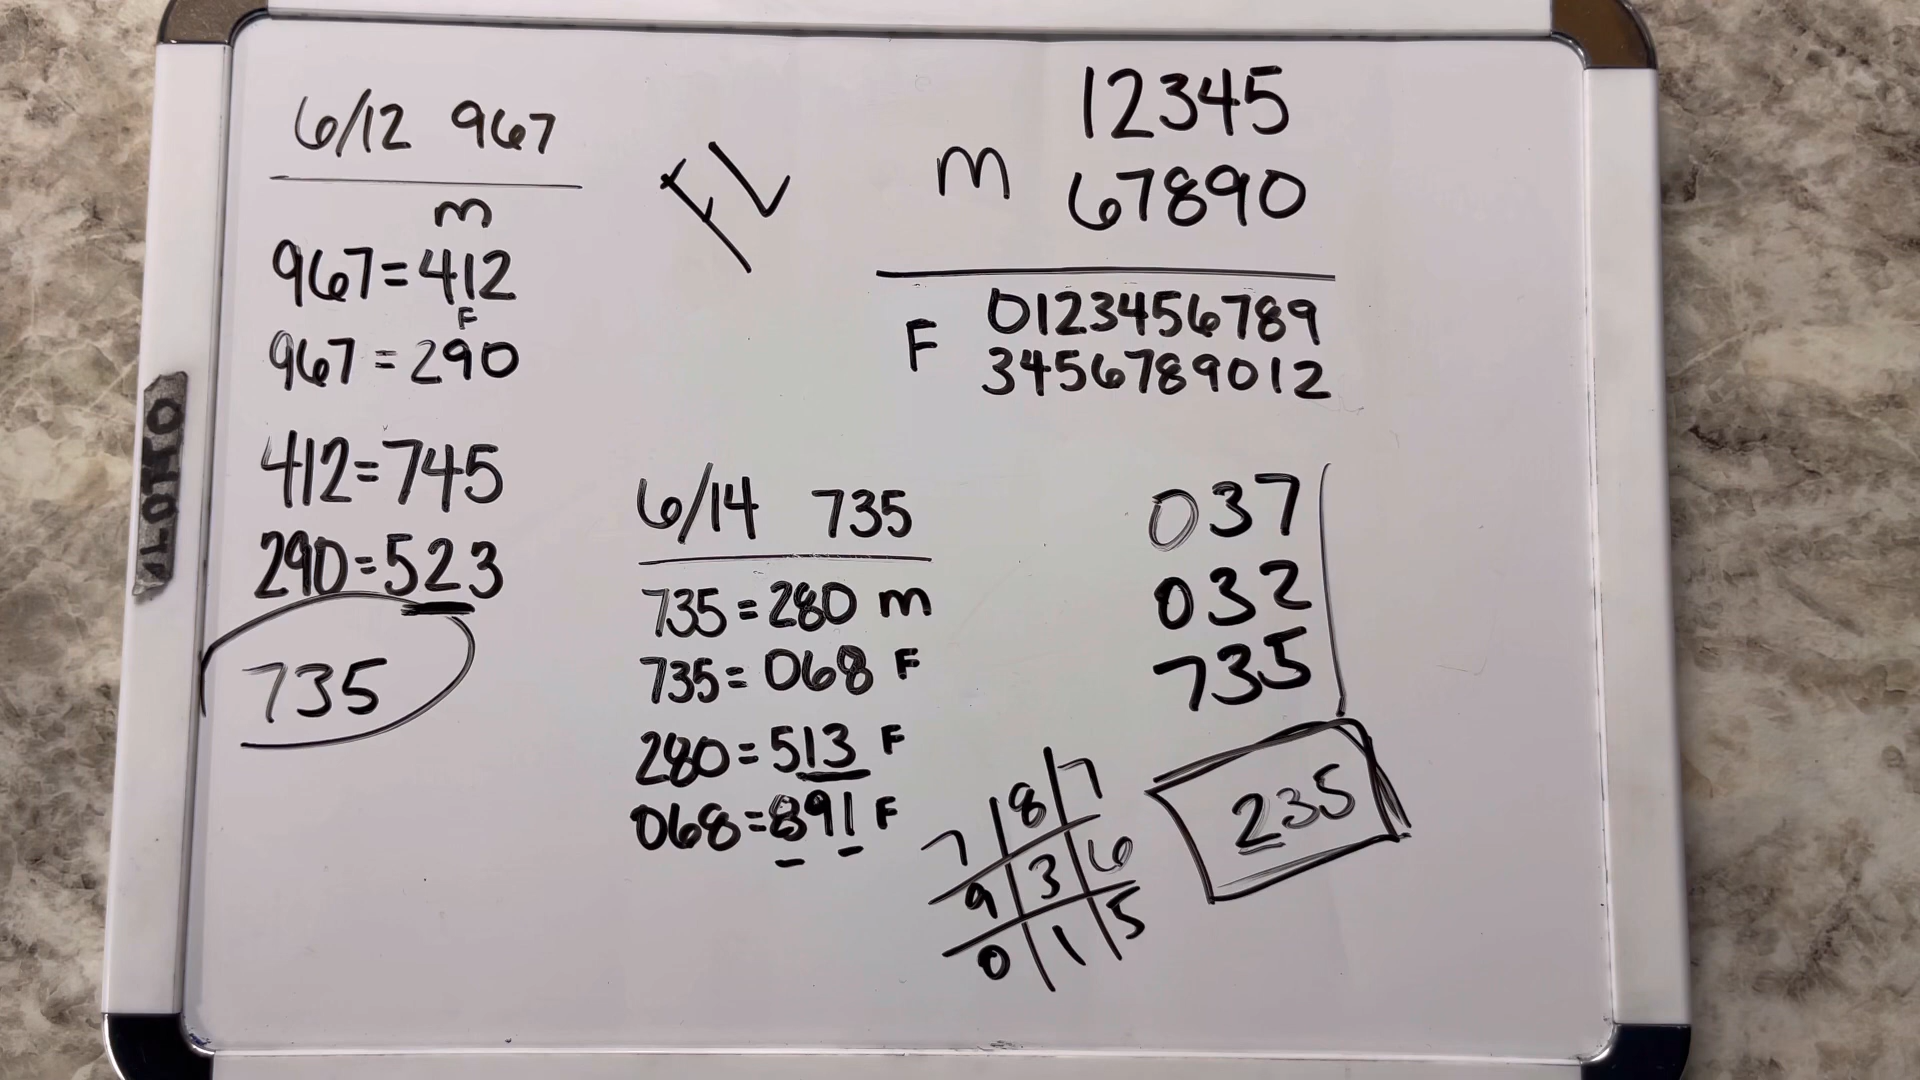 6/12 967
m
967=412
F
967=290
412=745
290=523
735
FL
12345
m
67890
F
0123456789
3456789012
6/14 735
735=280 m
735=068 F
280=513 F
068=891 F
037
032
735
7 8 7
9 3 6
0 1 5
235
LOTTO